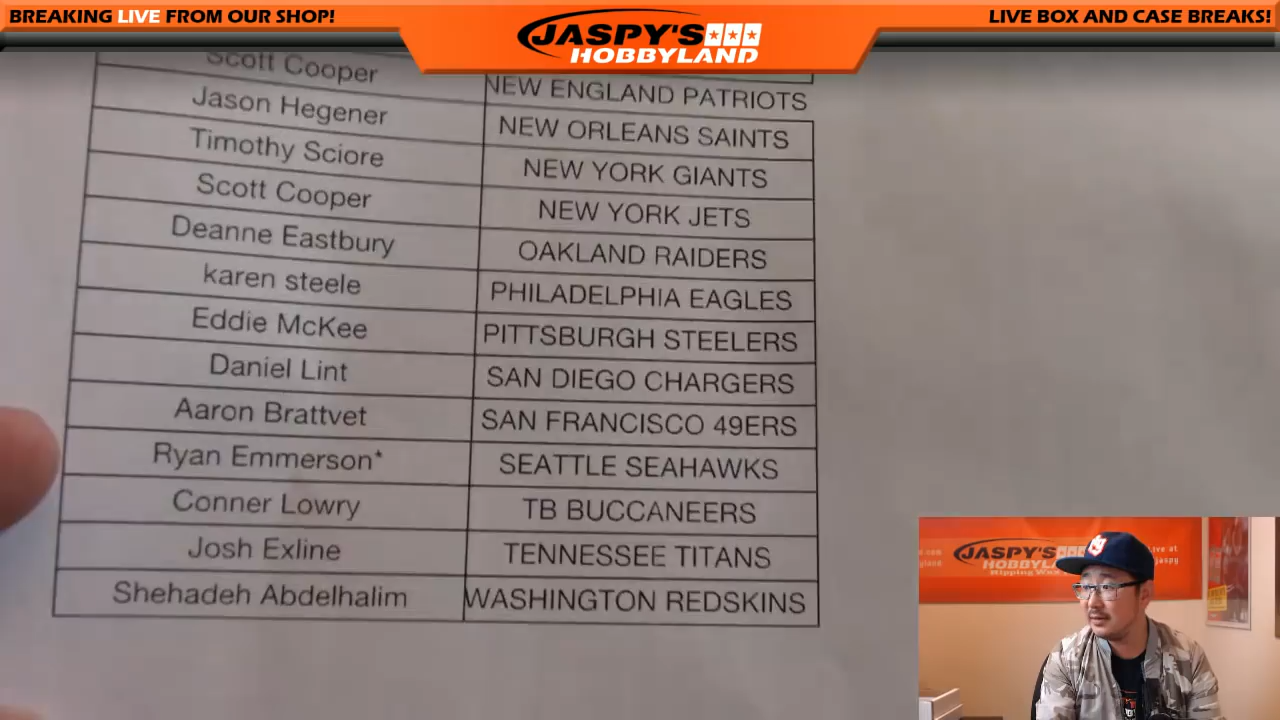 BREAKING LIVE FROM OUR SHOP!
JASPY'S
HOBBYLAND
LIVE BOX AND CASE BREAKS!
Scott Cooper NEW ENGLAND PATRIOTS
Jason Hegener NEW ORLEANS SAINTS
Timothy Sciore NEW YORK GIANTS
Scott Cooper NEW YORK JETS
Deanne Eastbury OAKLAND RAIDERS
karen steele PHILADELPHIA EAGLES
Eddie McKee PITTSBURGH STEELERS
Daniel Lint SAN DIEGO CHARGERS
Aaron Brattvet SAN FRANCISCO 49ERS
Ryan Emmerson* SEATTLE SEAHAWKS
Conner Lowry TB BUCCANEERS
Josh Exline TENNESSEE TITANS
Shehadeh Abdelhalim WASHINGTON REDSKINS
JASPY'S
HOBBYLAND
Ripping